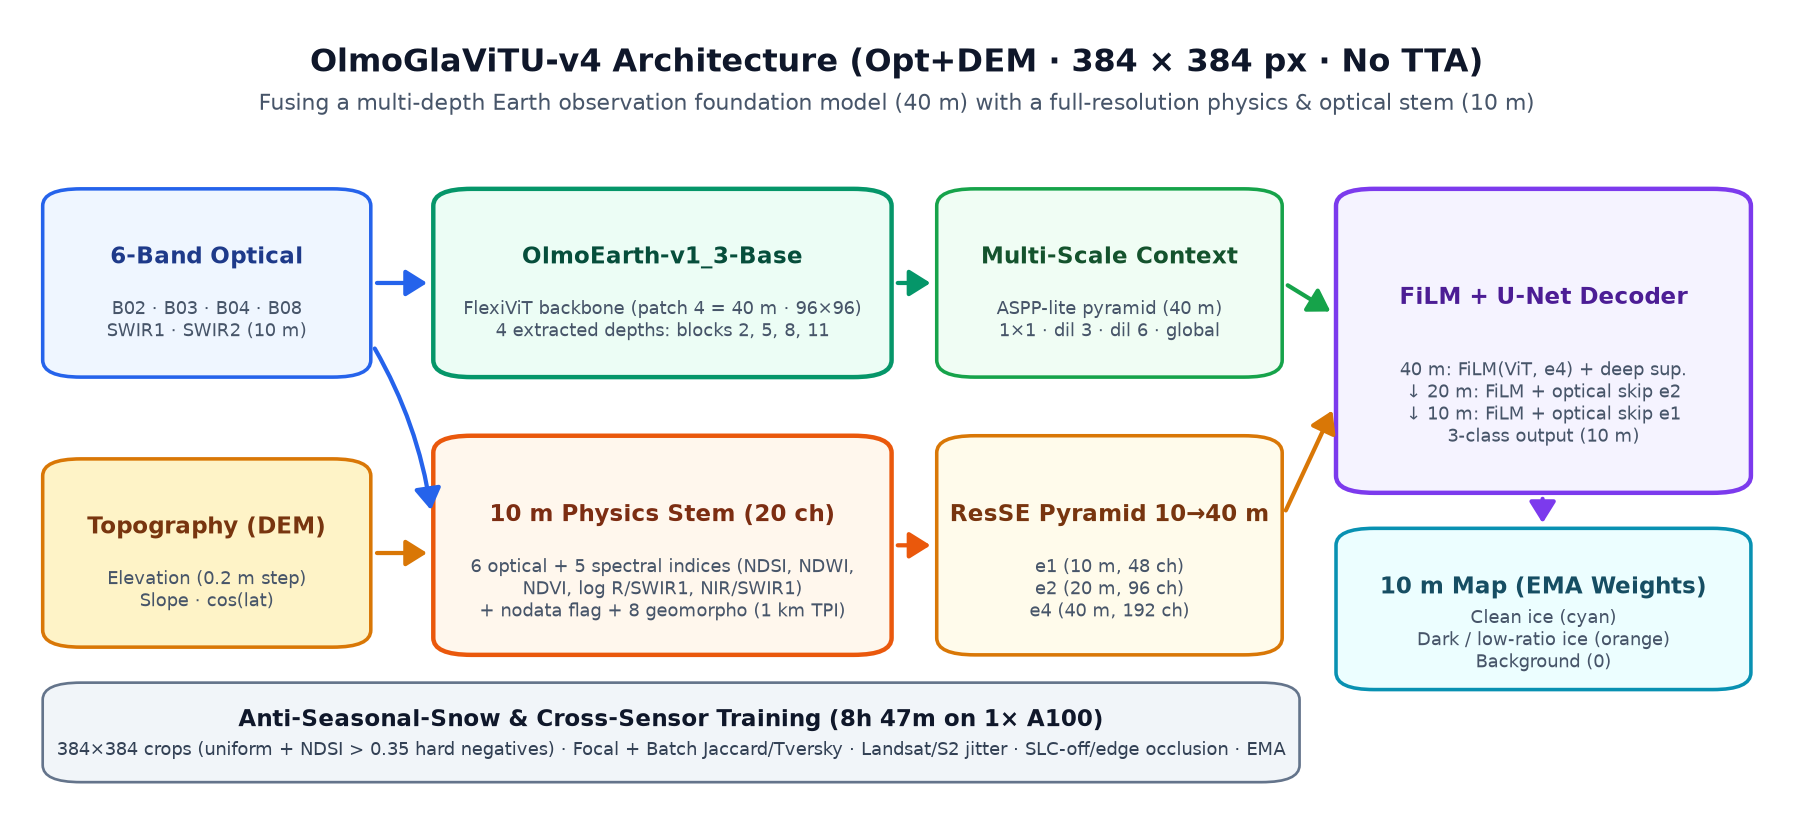 OlmoGlaViTU-v4 Architecture (Opt+DEM · 384 × 384 px · No TTA)
Fusing a multi-depth Earth observation foundation model (40 m) with a full-resolution physics & optical stem (10 m)
6-Band Optical
B02 · B03 · B04 · B08
SWIR1 · SWIR2 (10 m)
OlmoEarth-v1_3-Base
FlexiViT backbone (patch 4 = 40 m · 96×96)
4 extracted depths: blocks 2, 5, 8, 11
Multi-Scale Context
ASPP-lite pyramid (40 m)
1×1 · dil 3 · dil 6 · global
FiLM + U-Net Decoder
40 m: FiLM(ViT, e4) + deep sup.
↓ 20 m: FiLM + optical skip e2
↓ 10 m: FiLM + optical skip e1
3-class output (10 m)
Topography (DEM)
Elevation (0.2 m step)
Slope · cos(lat)
10 m Physics Stem (20 ch)
6 optical + 5 spectral indices (NDSI, NDWI,
NDVI, log R/SWIR1, NIR/SWIR1)
+ nodata flag + 8 geomorpho (1 km TPI)
ResSE Pyramid 10→40 m
e1 (10 m, 48 ch)
e2 (20 m, 96 ch)
e4 (40 m, 192 ch)
10 m Map (EMA Weights)
Clean ice (cyan)
Dark / low-ratio ice (orange)
Background (0)
Anti-Seasonal-Snow & Cross-Sensor Training (8h 47m on 1× A100)
384×384 crops (uniform + NDSI > 0.35 hard negatives) · Focal + Batch Jaccard/Tversky · Landsat/S2 jitter · SLC-off/edge occlusion · EMA